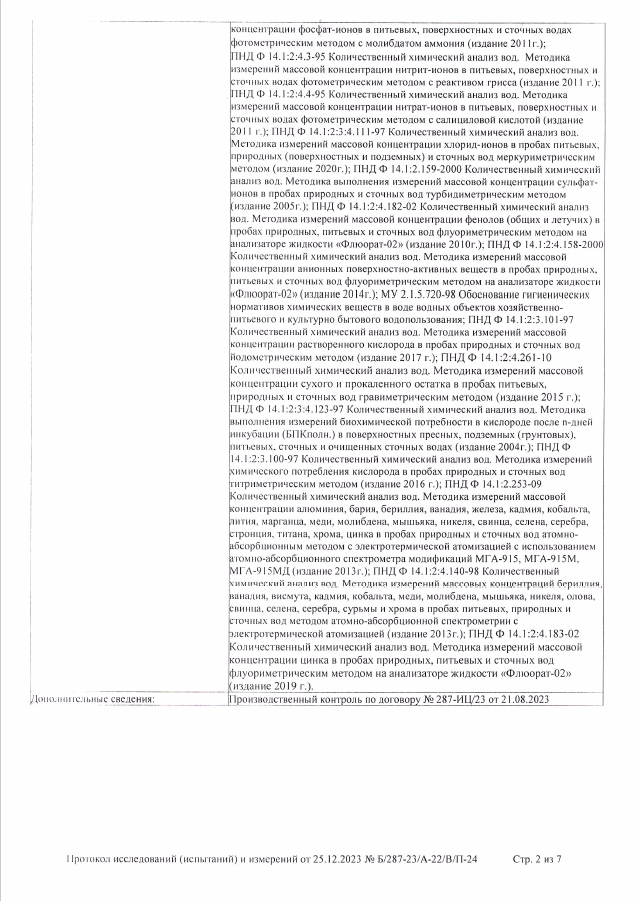 концентрации фосфат-ионов в питьевых, поверхностных и сточных водах
фотометрическим методом с молибдатом аммония (издание 2011г.);
ПНД Ф 14.1:2:4.3-95 Количественный химический анализ вод. Методика
измерений массовой концентрации нитрит-ионов в питьевых, поверхностных и
сточных водах фотометрическим методом с реактивом грисса (издание 2011 г.);
ПНД Ф 14.1:2:4.4-95 Количественный химический анализ вод. Методика
измерений массовой концентрации нитрат-ионов в питьевых, поверхностных и
сточных водах фотометрическим методом с салициловой кислотой (издание
2011 г.); ПНД Ф 14.1:2:3:4.111-97 Количественный химический анализ вод.
Методика измерений массовой концентрации хлорид-ионов в пробах питьевых,
природных (поверхностных и подземных) и сточных вод меркуриметрическим
методом (издание 2020г.); ПНД Ф 14.1:2.159-2000 Количественный химический
анализ вод. Методика выполнения измерений массовой концентрации сульфат-
ионов в пробах природных и сточных вод турбидиметрическим методом
(издание 2005г.); ПНД Ф 14.1:2:4.182-02 Количественный химический анализ
вод. Методика измерений массовой концентрации фенолов (общих и летучих) в
пробах природных, питьевых и сточных вод флуориметрическим методом на
анализаторе жидкости «Флюорат-02» (издание 2010г.); ПНД Ф 14.1:2:4.158-2000
Количественный химический анализ вод. Методика измерений массовой
концентрации анионных поверхностно-активных веществ в пробах природных,
питьевых и сточных вод флуориметрическим методом на анализаторе жидкости
«Флюорат-02» (издание 2014г.); МУ 2.1.5.720-98 Обоснование гигиенических
нормативов химических веществ в воде водных объектов хозяйственно-
питьевого и культурно бытового водопользования; ПНД Ф 14.1:2:3.101-97
Количественный химический анализ вод. Методика измерений массовой
концентрации растворенного кислорода в пробах природных и сточных вод
йодометрическим методом (издание 2017 г.); ПНД Ф 14.1:2:4.261-10
Количественный химический анализ вод. Методика измерений массовой
концентрации сухого и прокаленного остатка в пробах питьевых,
природных и сточных вод гравиметрическим методом (издание 2015 г.);
ПНД Ф 14.1:2:3:4.123-97 Количественный химический анализ вод. Методика
выполнения измерений биохимической потребности в кислороде после n-дней
инкубации (БПКполн.) в поверхностных пресных, подземных (грунтовых),
питьевых, сточных и очищенных сточных водах (издание 2004г.); ПНД Ф
14.1:2:3.100-97 Количественный химический анализ вод. Методика измерений
химического потребления кислорода в пробах природных и сточных вод
титриметрическим методом (издание 2016 г.); ПНД Ф 14.1:2.253-09
Количественный химический анализ вод. Методика измерений массовой
концентрации алюминия, бария, бериллия, ванадия, железа, кадмия, кобальта,
лития, марганца, меди, молибдена, мышьяка, никеля, свинца, селена, серебра,
стронция, титана, хрома, цинка в пробах природных и сточных вод атомно-
абсорбционным методом с электротермической атомизацией с использованием
атомно-абсорбционного спектрометра модификаций МГА-915, МГА-915М,
МГА-915МД (издание 2013г.); ПНД Ф 14.1:2:4.140-98 Количественный
химический анализ вод. Методика измерений массовых концентраций бериллия,
ванадия, висмута, кадмия, кобальта, меди, молибдена, мышьяка, никеля, олова,
свинца, селена, серебра, сурьмы и хрома в пробах питьевых, природных и
сточных вод методом атомно-абсорбционной спектрометрии с
электротермической атомизацией (издание 2013г.); ПНД Ф 14.1:2:4.183-02
Количественный химический анализ вод. Методика измерений массовой
концентрации цинка в пробах природных, питьевых и сточных вод
флуориметрическим методом на анализаторе жидкости «Флюорат-02»
(издание 2019 г.).
Дополнительные сведения: Производственный контроль по договору № 287-ИЦ/23 от 21.08.2023
Протокол исследований (испытаний) и измерений от 25.12.2023 № Б/287-23/А-22/В/П-24 Стр. 2 из 7